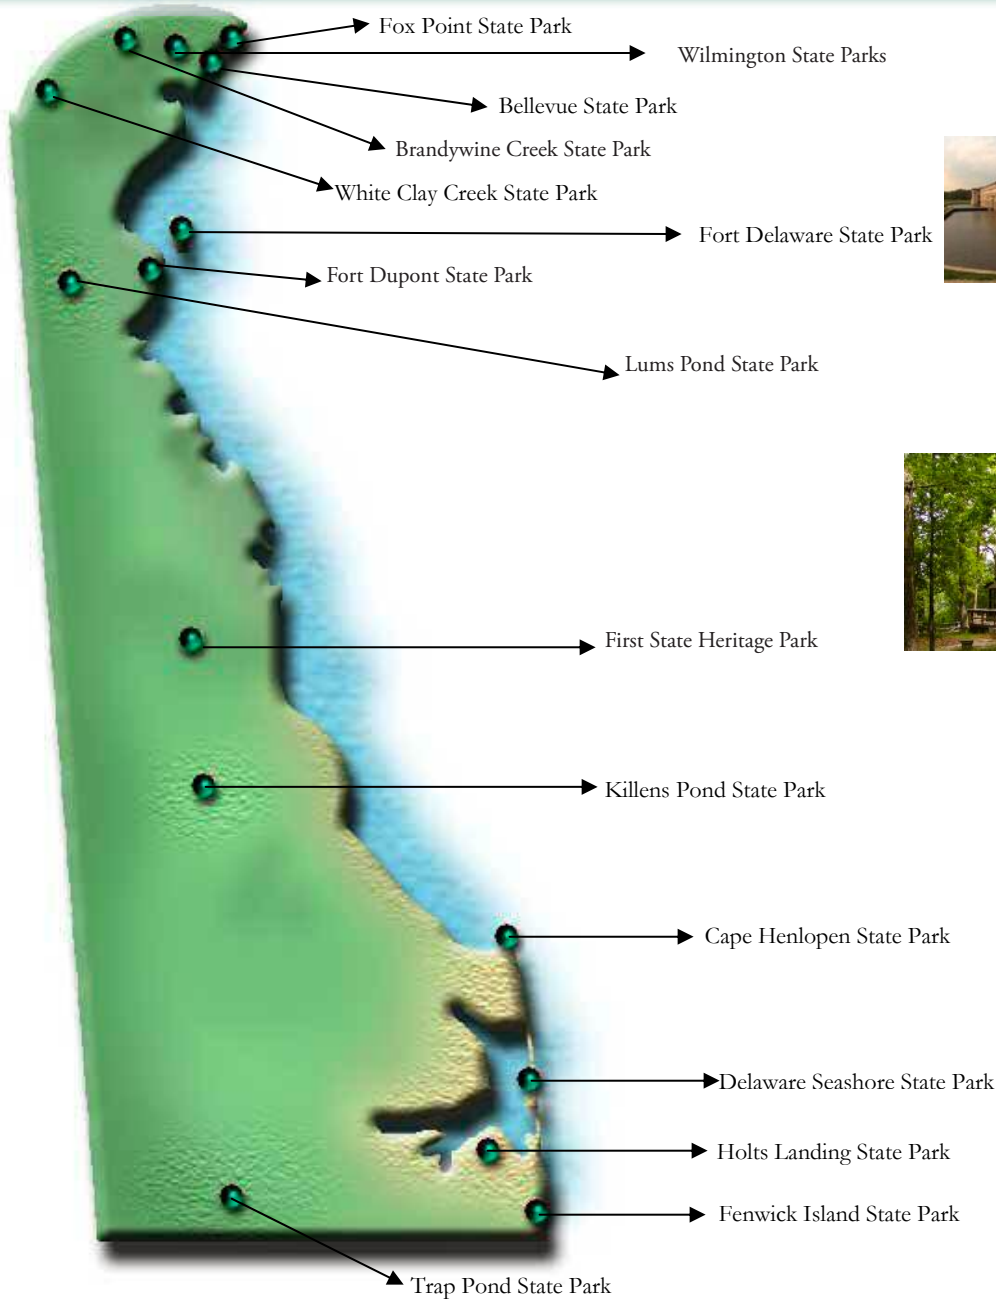 Fox Point State Park
Wilmington State Parks
Bellevue State Park
Brandywine Creek State Park
White Clay Creek State Park
Fort Delaware State Park
Fort Dupont State Park
Lums Pond State Park
First State Heritage Park
Killens Pond State Park
Cape Henlopen State Park
Delaware Seashore State Park
Holts Landing State Park
Fenwick Island State Park
Trap Pond State Park